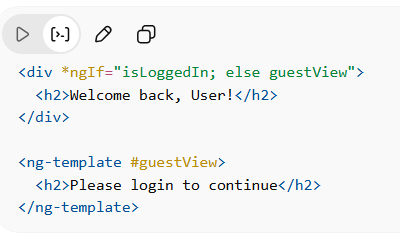 <div *ngIf="isLoggedIn; else guestView">
  <h2>Welcome back, User!</h2>
</div>

<ng-template #guestView>
  <h2>Please login to continue</h2>
</ng-template>